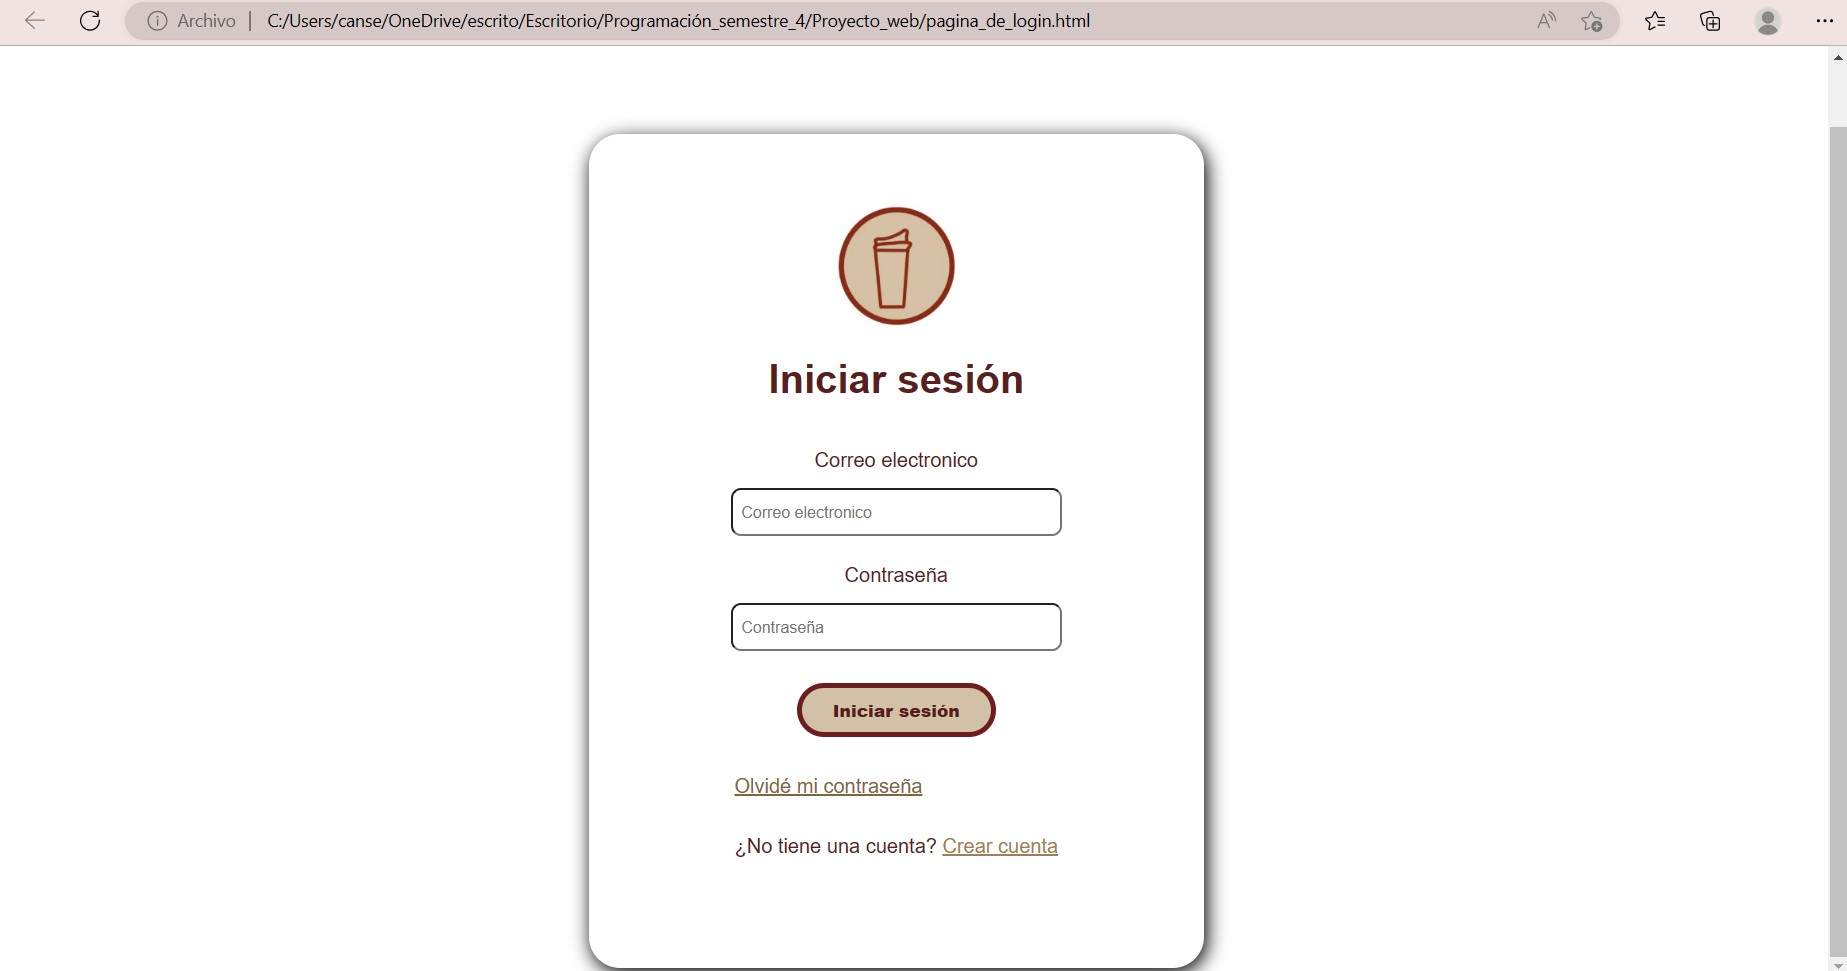 Archivo | C:/Users/canse/OneDrive/escrito/Escritorio/Programación_semestre_4/Proyecto_web/pagina_de_login.html
Iniciar sesión
Correo electronico
Correo electronico
Contraseña
Contraseña
Iniciar sesión
Olvidé mi contraseña
¿No tiene una cuenta? Crear cuenta